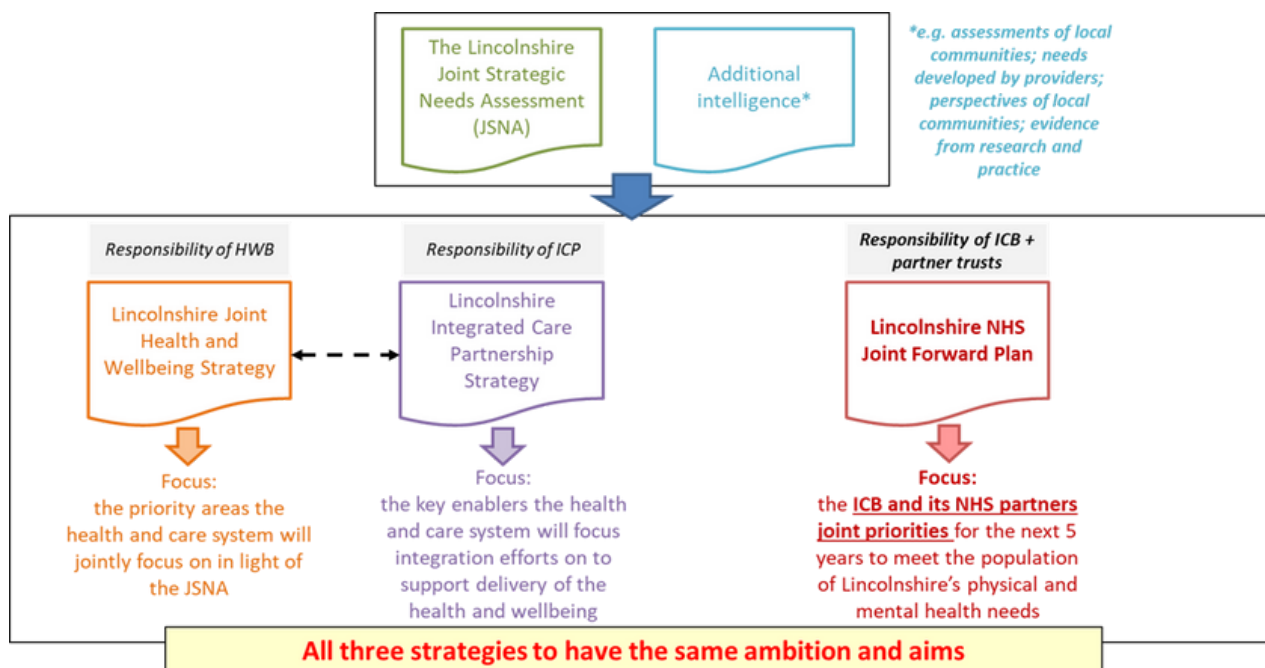 The Lincolnshire
Joint Strategic
Needs Assessment
(JSNA)
Additional
intelligence*
*e.g. assessments of local
communities; needs
developed by providers;
perspectives of local
communities; evidence
from research and
practice
Responsibility of HWB
Lincolnshire Joint
Health and
Wellbeing Strategy
Focus:
the priority areas the
health and care system will
jointly focus on in light of
the JSNA
Responsibility of ICP
Lincolnshire
Integrated Care
Partnership
Strategy
Focus:
the key enablers the health
and care system will focus
integration efforts on to
support delivery of the
health and wellbeing
Responsibility of ICB +
partner trusts
Lincolnshire NHS
Joint Forward Plan
Focus:
the ICB and its NHS partners
joint priorities for the next 5
years to meet the population
of Lincolnshire's physical and
mental health needs
All three strategies to have the same ambition and aims